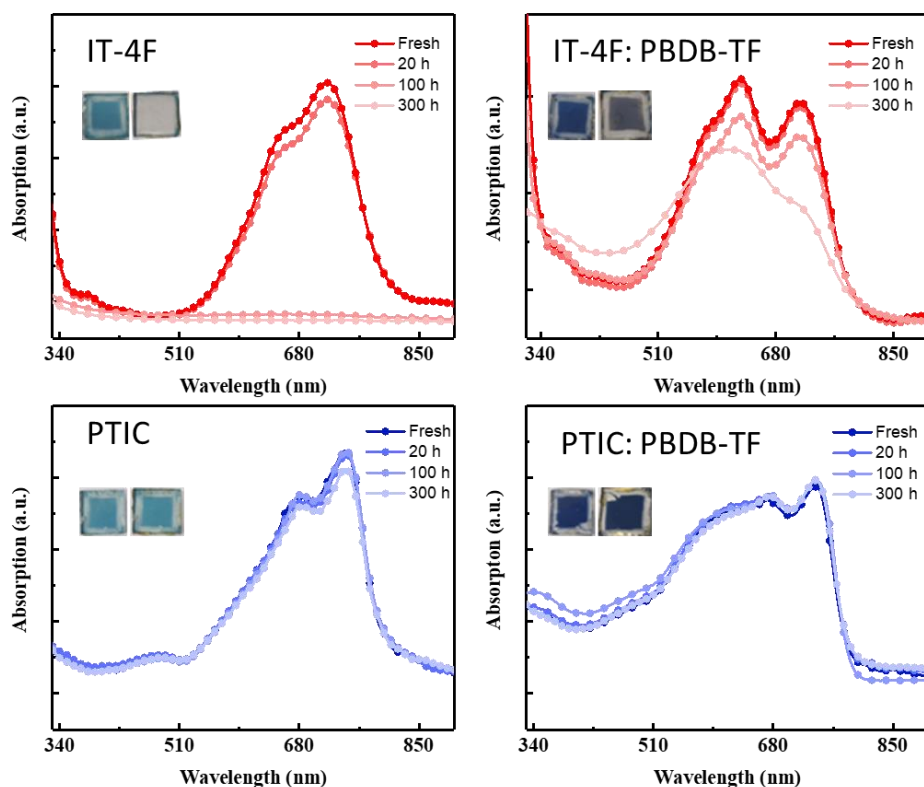 IT-4F
Fresh
20 h
100 h
300 h
Absorption (a.u.)
340 510 680 850
Wavelength (nm)
IT-4F: PBDB-TF
Fresh
20 h
100 h
300 h
Absorption (a.u.)
340 510 680 850
Wavelength (nm)
PTIC
Fresh
20 h
100 h
300 h
Absorption (a.u.)
340 510 680 850
Wavelength (nm)
PTIC: PBDB-TF
Fresh
20 h
100 h
300 h
Absorption (a.u.)
340 510 680 850
Wavelength (nm)